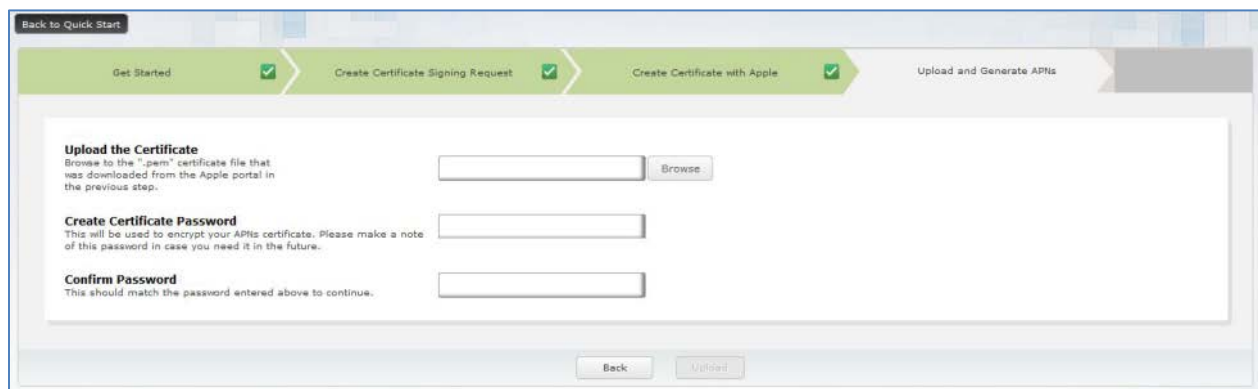 Back to Quick Start
Get Started
Create Certificate Signing Request
Create Certificate with Apple
Upload and Generate APNs
Upload the Certificate
Browse to the ".pem" certificate file that
was downloaded from the Apple portal in
the previous step.
Browse
Create Certificate Password
This will be used to encrypt your APNs certificate. Please make a note
of this password in case you need it in the future.
Confirm Password
This should match the password entered above to continue.
Back
Upload